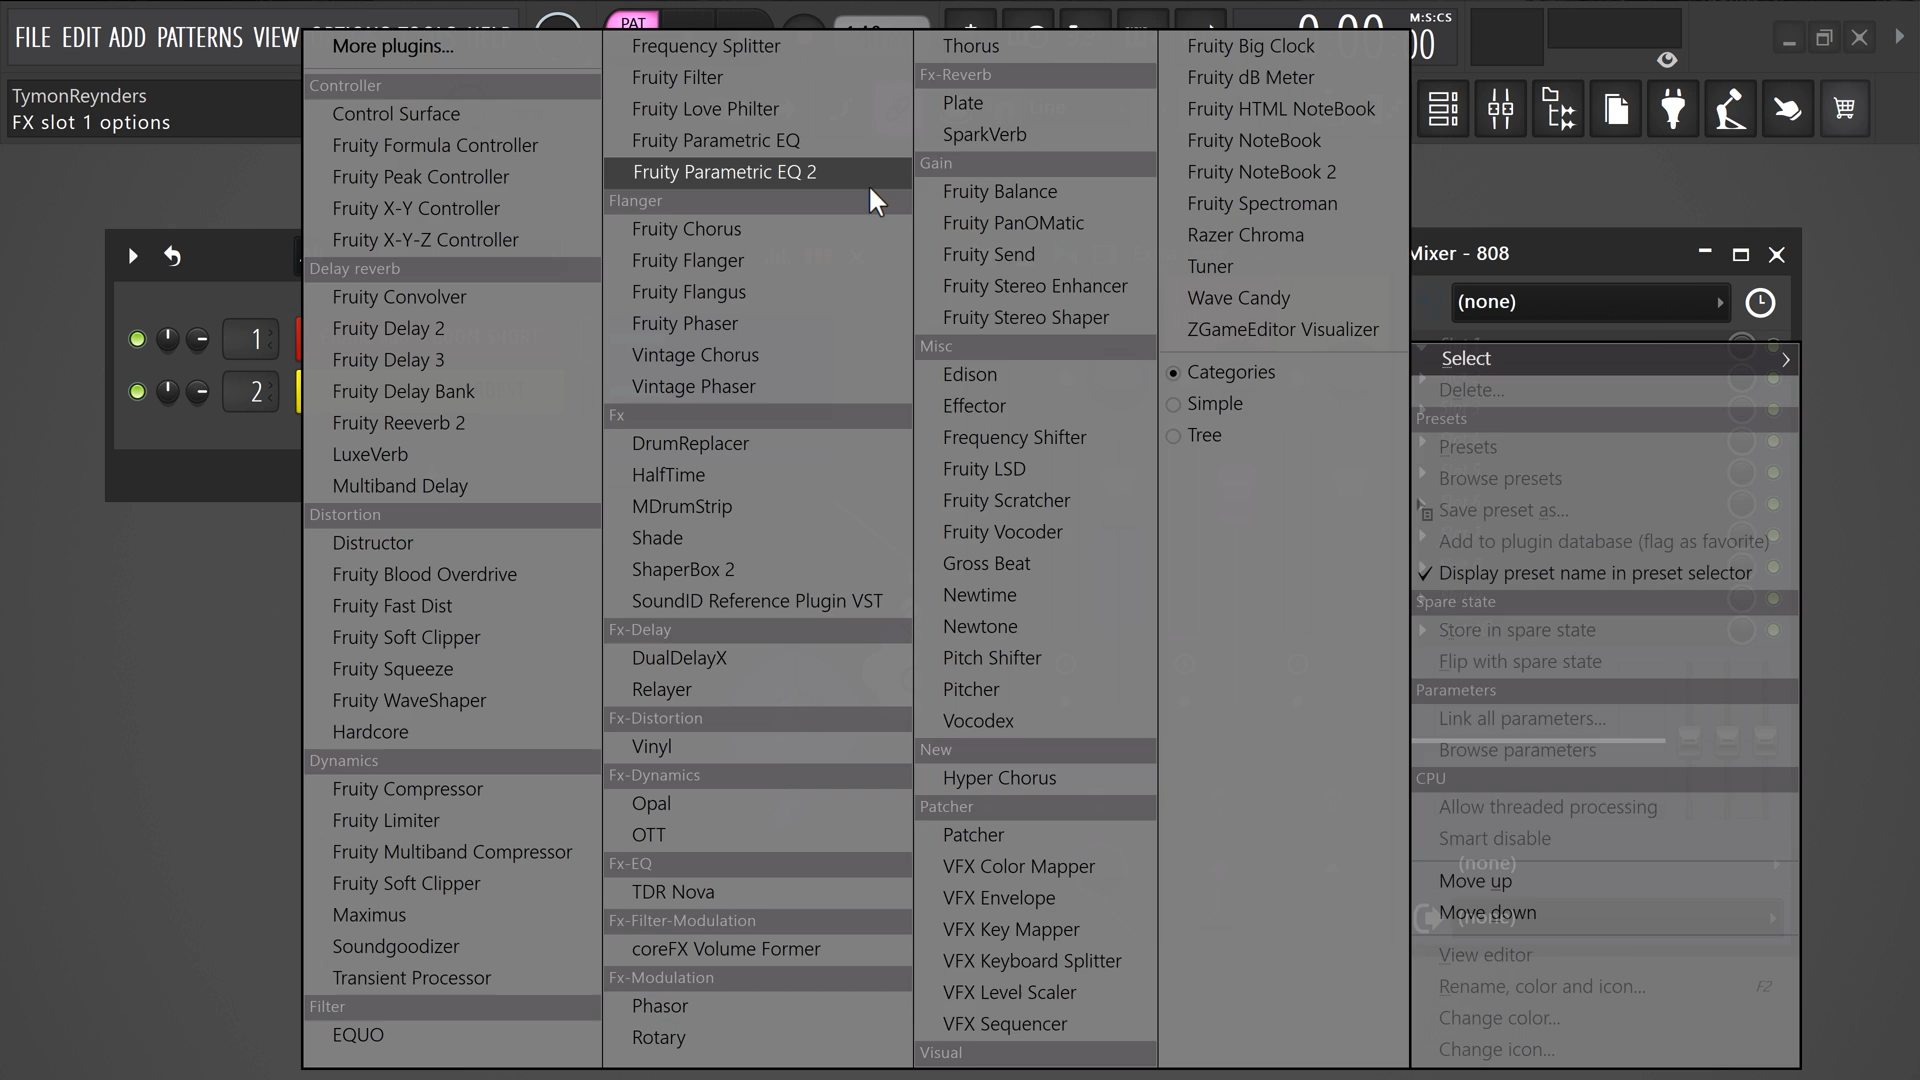 FILE EDIT ADD PATTERNS VIEW OPTIONS TOOLS HELP
PAT
M:S:CS
TymonReynders
FX slot 1 options
1
2
More plugins...
Controller
Control Surface
Fruity Formula Controller
Fruity Peak Controller
Fruity X-Y Controller
Fruity X-Y-Z Controller
Delay reverb
Fruity Convolver
Fruity Delay 2
Fruity Delay 3
Fruity Delay Bank
Fruity Reeverb 2
LuxeVerb
Multiband Delay
Distortion
Distructor
Fruity Blood Overdrive
Fruity Fast Dist
Fruity Soft Clipper
Fruity Squeeze
Fruity WaveShaper
Hardcore
Dynamics
Fruity Compressor
Fruity Limiter
Fruity Multiband Compressor
Fruity Soft Clipper
Maximus
Soundgoodizer
Transient Processor
Filter
EQUO
Frequency Splitter
Fruity Filter
Fruity Love Philter
Fruity Parametric EQ
Fruity Parametric EQ 2
Flanger
Fruity Chorus
Fruity Flanger
Fruity Flangus
Fruity Phaser
Vintage Chorus
Vintage Phaser
Fx
DrumReplacer
HalfTime
MDrumStrip
Shade
ShaperBox 2
SoundID Reference Plugin VST
Fx-Delay
DualDelayX
Relayer
Fx-Distortion
Vinyl
Fx-Dynamics
Opal
OTT
Fx-EQ
TDR Nova
Fx-Filter-Modulation
coreFX Volume Former
Fx-Modulation
Phasor
Rotary
Thorus
Fx-Reverb
Plate
SparkVerb
Gain
Fruity Balance
Fruity PanOMatic
Fruity Send
Fruity Stereo Enhancer
Fruity Stereo Shaper
Misc
Edison
Effector
Frequency Shifter
Fruity LSD
Fruity Scratcher
Fruity Vocoder
Gross Beat
Newtime
Newtone
Pitch Shifter
Pitcher
Vocodex
New
Hyper Chorus
Patcher
Patcher
VFX Color Mapper
VFX Envelope
VFX Key Mapper
VFX Keyboard Splitter
VFX Level Scaler
VFX Sequencer
Visual
Fruity Big Clock
Fruity dB Meter
Fruity HTML NoteBook
Fruity NoteBook
Fruity NoteBook 2
Fruity Spectroman
Razer Chroma
Tuner
Wave Candy
ZGameEditor Visualizer
Categories
Simple
Tree
Mixer - 808
(none)
Select
Delete...
Presets
Presets
Browse presets
Save preset as...
Add to plugin database (flag as favorite)
Display preset name in preset selector
Spare state
Store in spare state
Flip with spare state
Parameters
Link all parameters...
Browse parameters
CPU
Allow threaded processing
Smart disable
(none)
Move up
Move down
(none)
View editor
Rename, color and icon... F2
Change color...
Change icon...